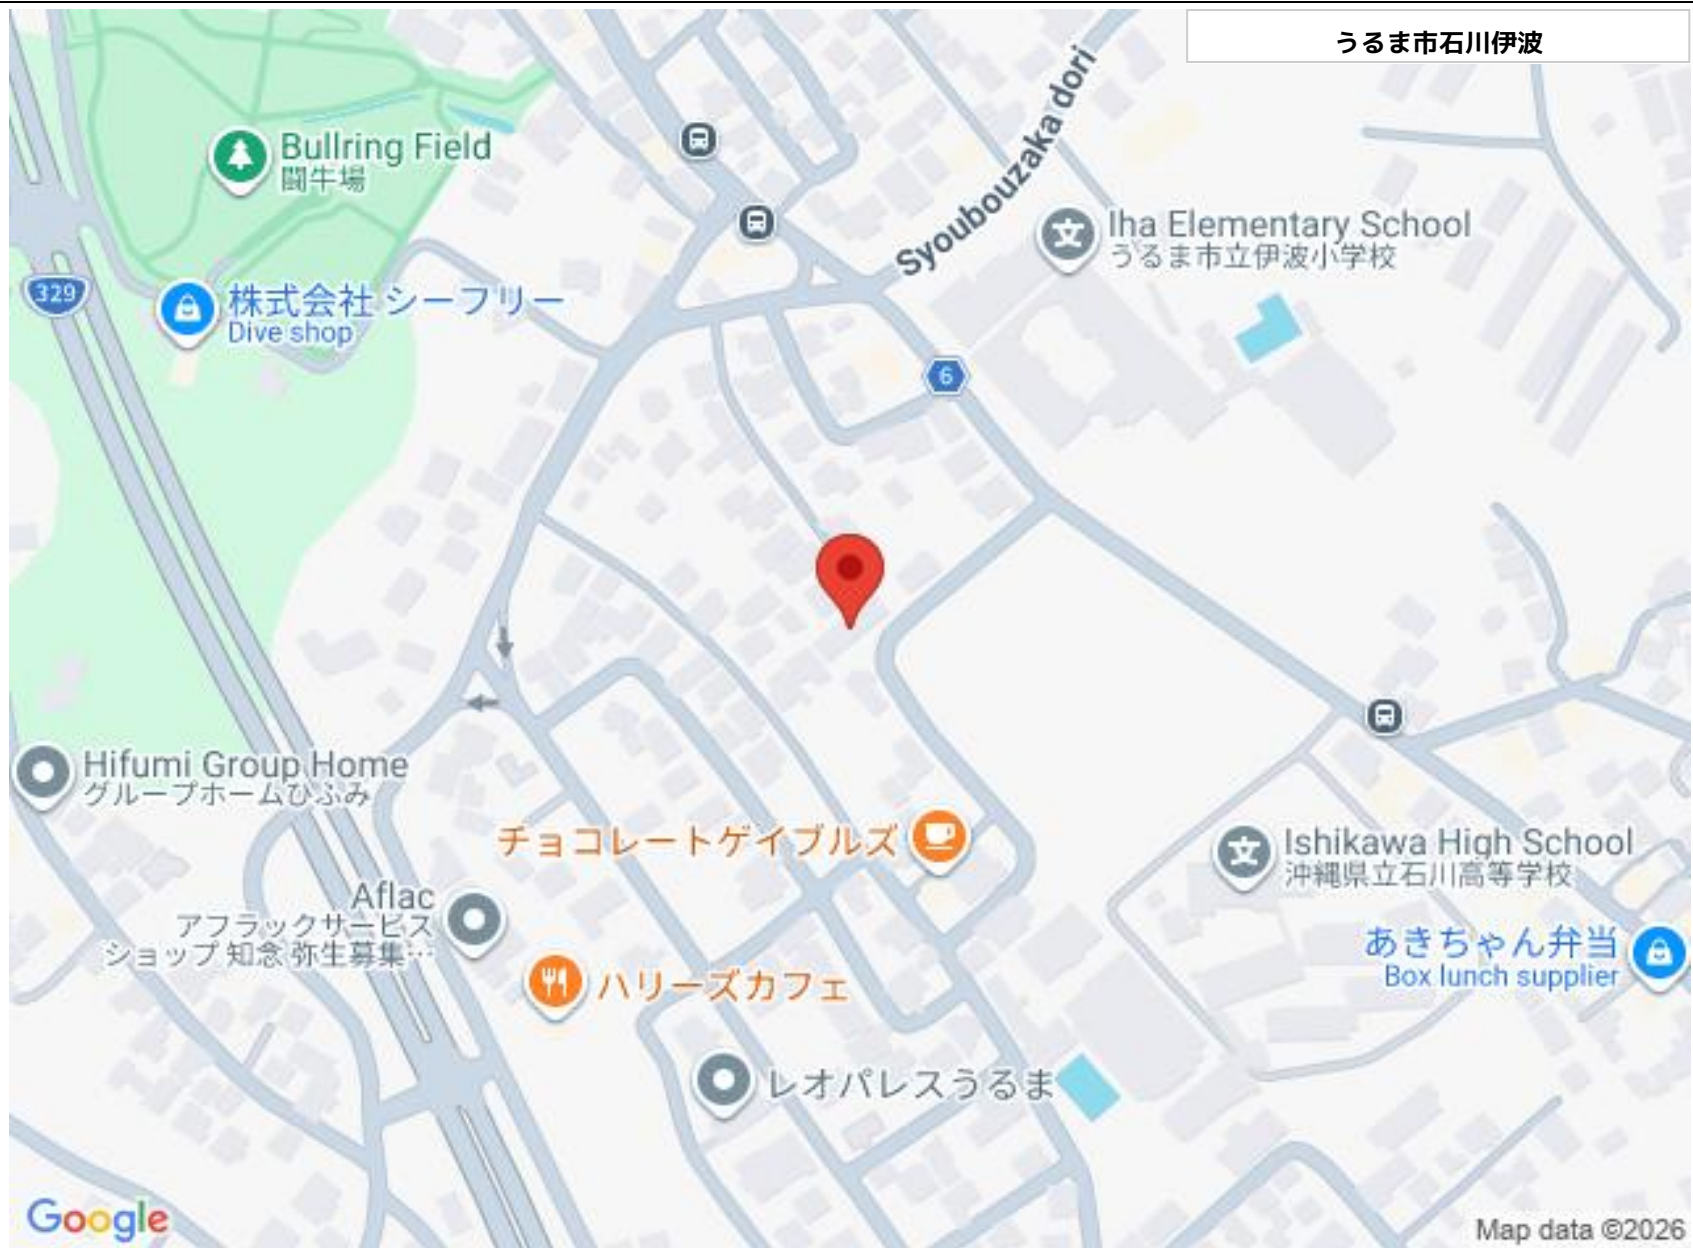 うるま市石川伊波
Syoubouzaka dori
Bullring Field
闘牛場
Iha Elementary School
うるま市立伊波小学校
329
株式会社 シーフリー
Dive shop
6
Hifumi Group Home
グループホームひふみ
チョコレートゲイブルズ
Ishikawa High School
沖縄県立石川高等学校
Aflac
アフラックサービス
ショップ 知念 弥生募集…
あきちゃん弁当
Box lunch supplier
ハリーズカフェ
レオパレスうるま
Google
Map data ©2026